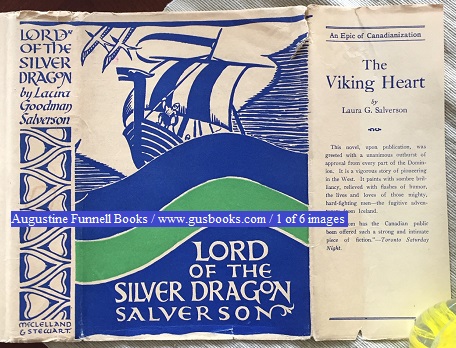 LORD
OF THE
SILVER
DRAGON
by Laura
Goodman
Salverson
MCCLELLAND
& STEWART.
LORD
OF THE
SILVER DRAGON
SALVERSON
An Epic of Canadianization
The
Viking Heart
by
Laura G. Salverson
This novel, upon publication, was
greeted with a unanimous outburst of
approval from every part of the Domin-
ion. It is a vigorous story of pioneering
in the West. It paints with sombre bril-
liancy, relieved with flashes of humor,
the lives and loves of those mighty,
hard-fighting men—the fugitive selves-
Iceland.
has the Canadian public
been offered such a strong and intimate
piece of fiction."—Toronto Saturday
Night.
Augustine Funnell Books / www.gusbooks.com / 1 of 6 images